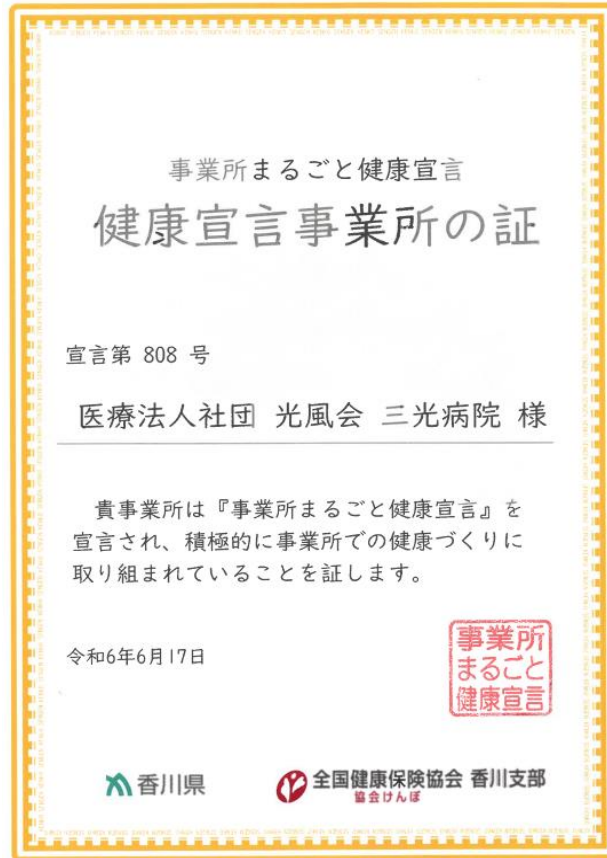 事業所まるごと健康宣言
健康宣言事業所の証
宣言第 808 号
医療法人社団 光風会 三光病院 様
貴事業所は『事業所まるごと健康宣言』を
宣言され、積極的に事業所での健康づくりに
取り組まれていることを証します。
令和6年6月17日
事業所
まるごと
健康宣言
香川県
全国健康保険協会 香川支部
協会けんぽ